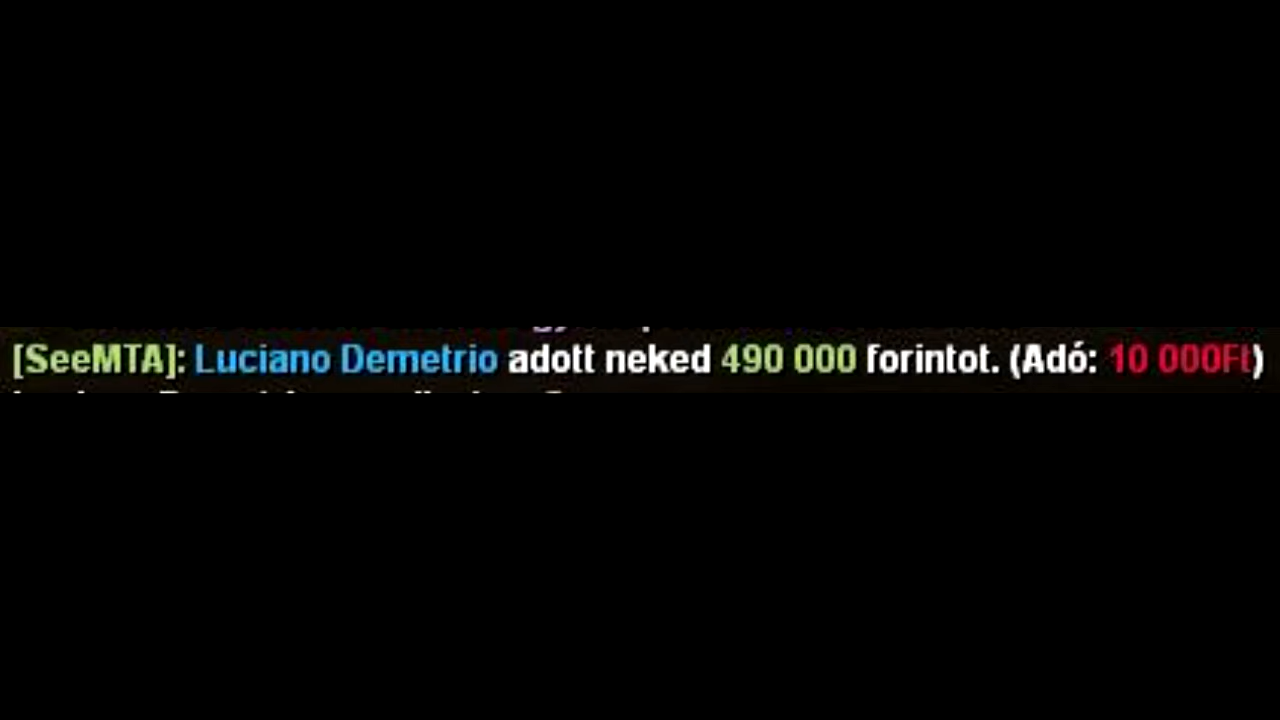 [SeeMTA]: Luciano Demetrio adott neked 490 000 forintot. (Adó: 10 000Ft)